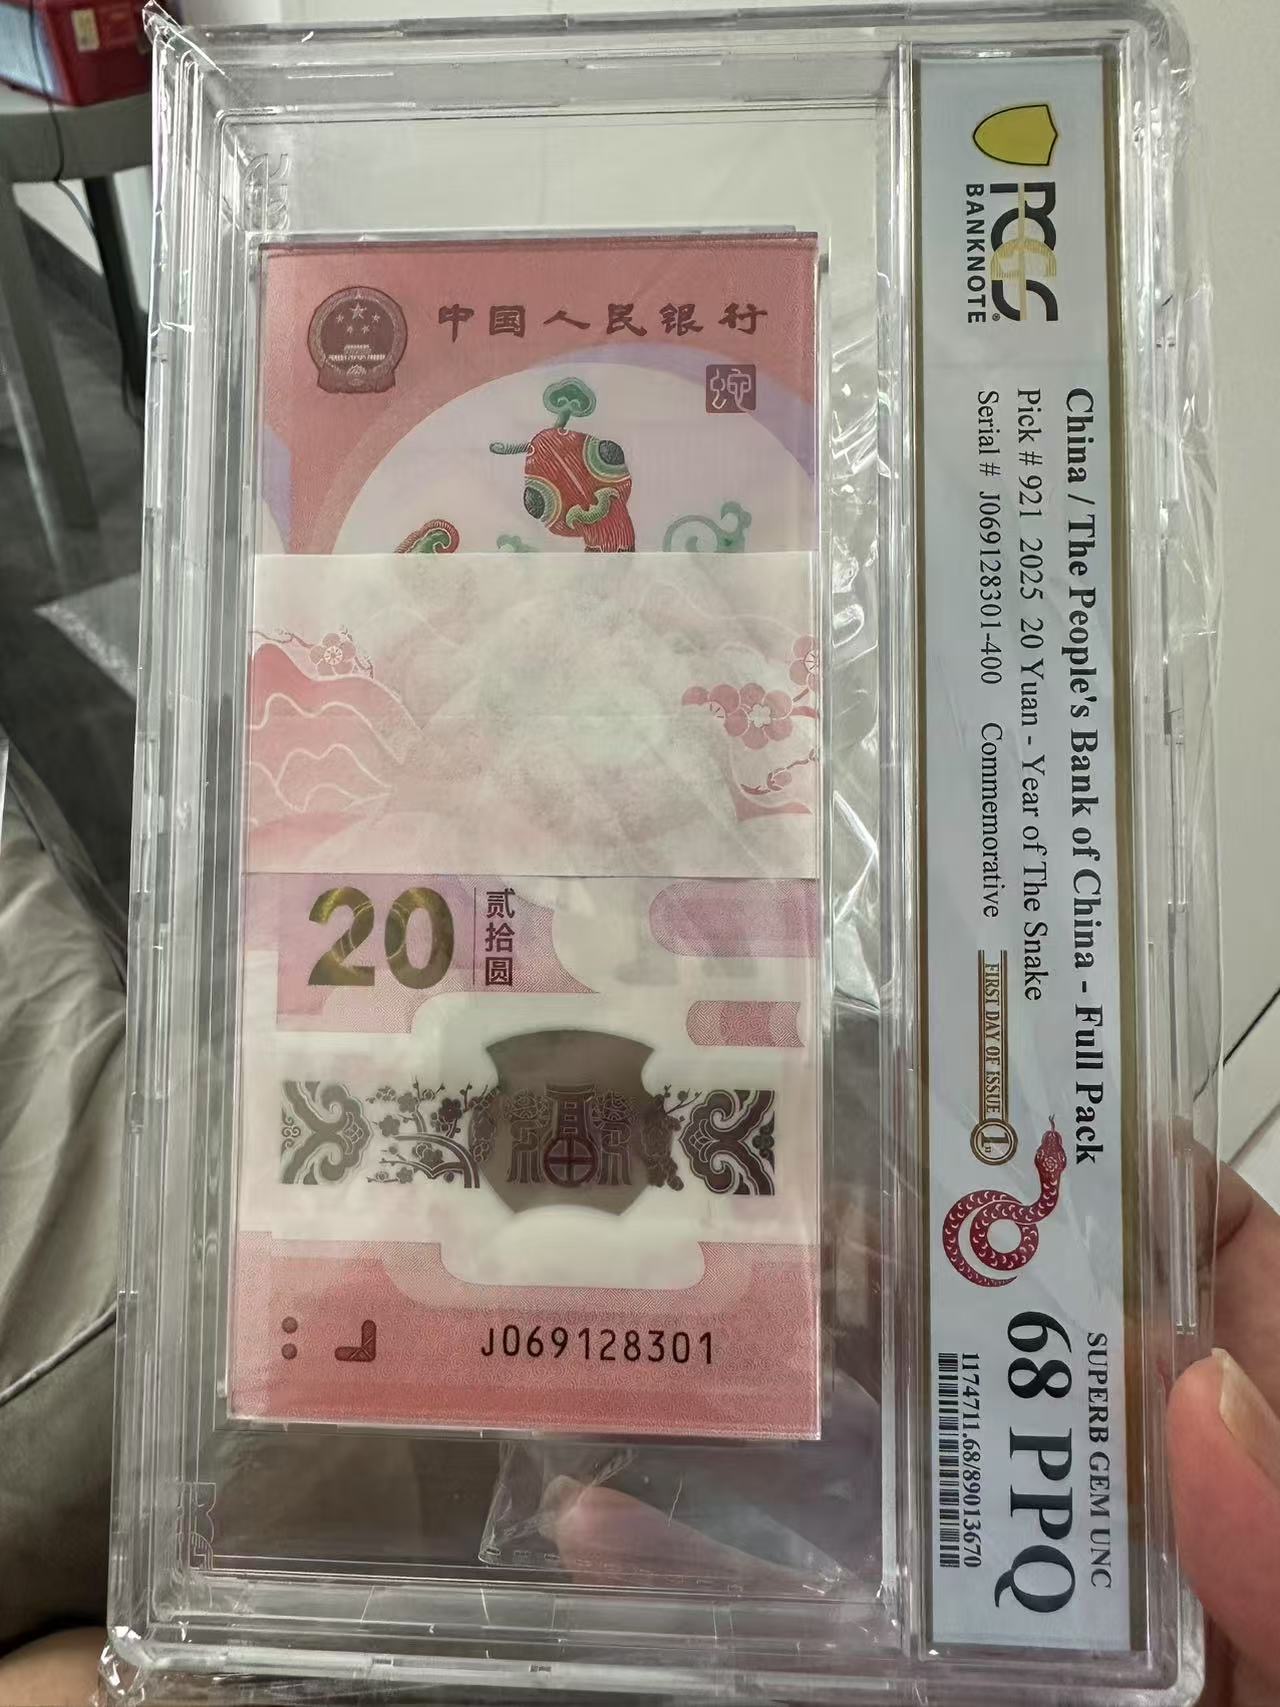 中国人民银行
蛇
20
贰拾圆
J069128301
PCGS
BANKNOTE
China / The People's Bank of China - Full Pack
Pick # 921 2025 20 Yuan - Year of The Snake
Serial # J069128301-400 Commemorative
FIRST DAY OF ISSUE
1st
SUPERB GEM UNC
68 PPQ
1174711.68/89013670